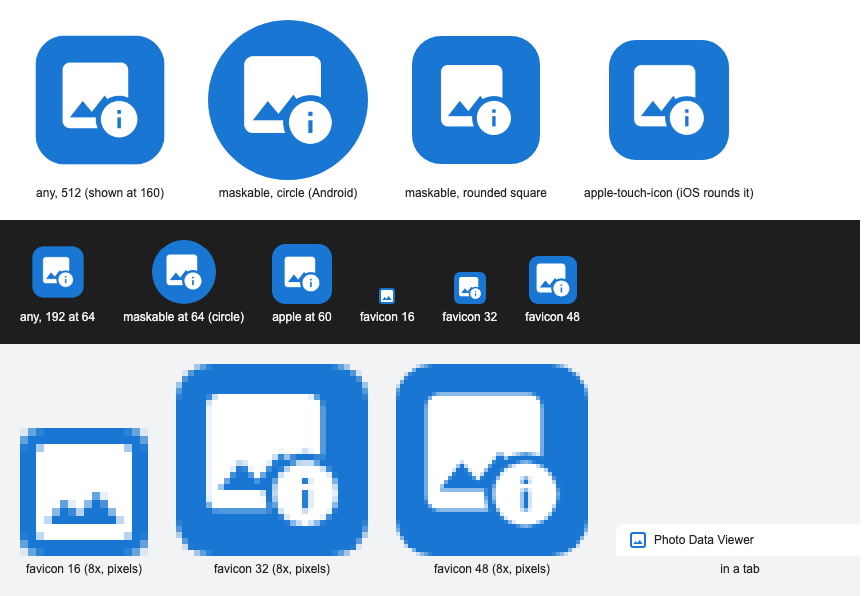 any, 512 (shown at 160)
maskable, circle (Android)
maskable, rounded square
apple-touch-icon (iOS rounds it)
any, 192 at 64
maskable at 64 (circle)
apple at 60
favicon 16
favicon 32
favicon 48
Photo Data Viewer
favicon 16 (8x, pixels)
favicon 32 (8x, pixels)
favicon 48 (8x, pixels)
in a tab